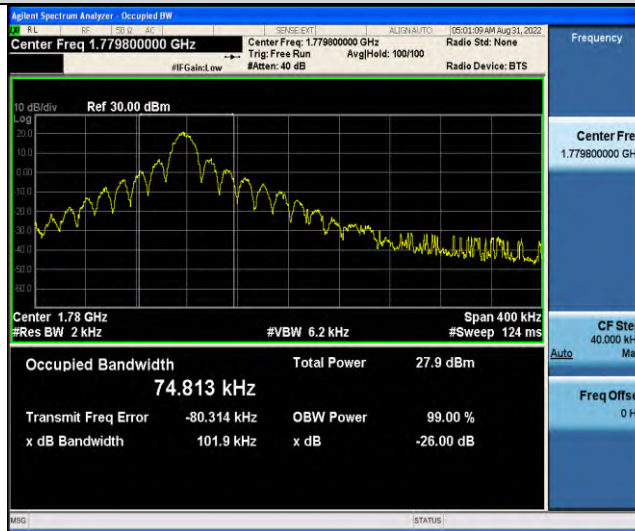 Agilent Spectrum Analyzer - Occupied BW
RL RF 50 Ω AC SENSE:EXT ALIGN AUTO 05:01:09 AM Aug 31, 2022
Center Freq 1.779800000 GHz
Center Freq: 1.779800000 GHz
Radio Std: None
Trig: Free Run Avg|Hold: 100/100
#IFGain:Low #Atten: 40 dB
Radio Device: BTS
10 dB/div Ref 30.00 dBm
Log
20.0
10.0
0.00
-10.0
-20.0
-30.0
-40.0
-50.0
-60.0
Center 1.78 GHz Span 400 kHz
#Res BW 2 kHz #VBW 6.2 kHz #Sweep 124 ms
Occupied Bandwidth Total Power 27.9 dBm
74.813 kHz
Transmit Freq Error -80.314 kHz OBW Power 99.00 %
x dB Bandwidth 101.9 kHz x dB -26.00 dB
Frequency
Center Fre
1.779800000 GH
CF Ste
40.000 kH
Auto Ma
Freq Offse
0 H
MSG STATUS